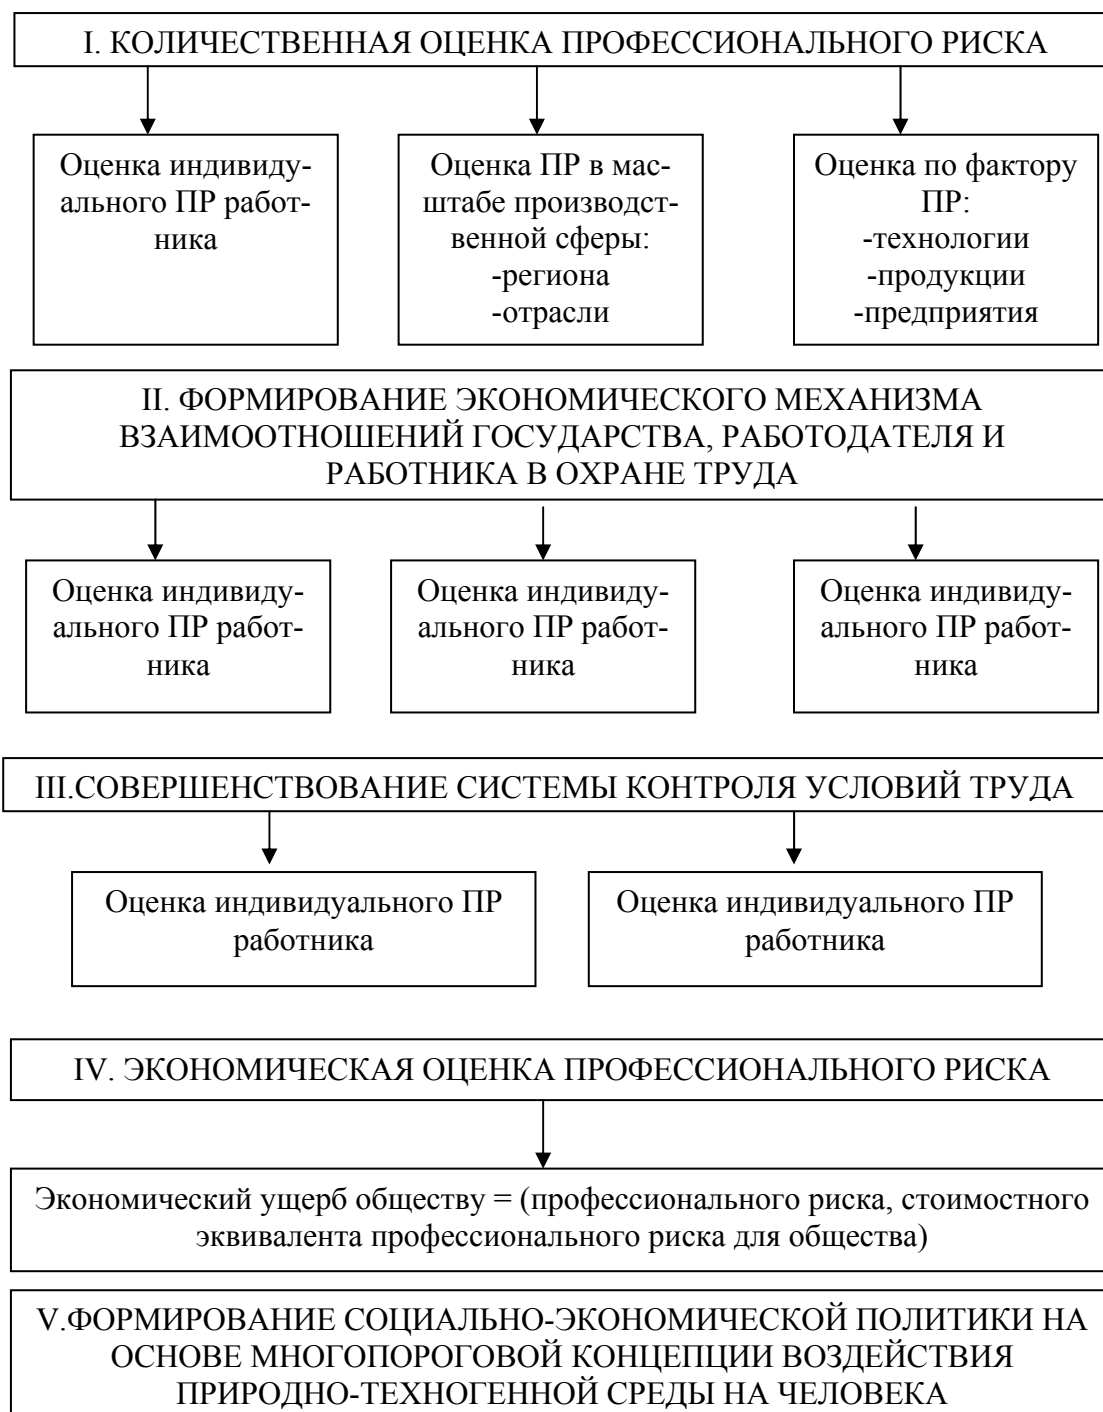 I. КОЛИЧЕСТВЕННАЯ ОЦЕНКА ПРОФЕССИОНАЛЬНОГО РИСКА
Оценка индивиду-
ального ПР работ-
ника
Оценка ПР в мас-
штабе производст-
венной сферы:
-региона
-отрасли
Оценка по фактору
ПР:
-технологии
-продукции
-предприятия
II. ФОРМИРОВАНИЕ ЭКОНОМИЧЕСКОГО МЕХАНИЗМА
ВЗАИМООТНОШЕНИЙ ГОСУДАРСТВА, РАБОТОДАТЕЛЯ И
РАБОТНИКА В ОХРАНЕ ТРУДА
Оценка индивиду-
ального ПР работ-
ника
Оценка индивиду-
ального ПР работ-
ника
Оценка индивиду-
ального ПР работ-
ника
III.СОВЕРШЕНСТВОВАНИЕ СИСТЕМЫ КОНТРОЛЯ УСЛОВИЙ ТРУДА
Оценка индивидуального ПР
работника
Оценка индивидуального ПР
работника
IV. ЭКОНОМИЧЕСКАЯ ОЦЕНКА ПРОФЕССИОНАЛЬНОГО РИСКА
Экономический ущерб обществу = (профессионального риска, стоимостного
эквивалента профессионального риска для общества)
V.ФОРМИРОВАНИЕ СОЦИАЛЬНО-ЭКОНОМИЧЕСКОЙ ПОЛИТИКИ НА
ОСНОВЕ МНОГОПОРОГОВОЙ КОНЦЕПЦИИ ВОЗДЕЙСТВИЯ
ПРИРОДНО-ТЕХНОГЕННОЙ СРЕДЫ НА ЧЕЛОВЕКА